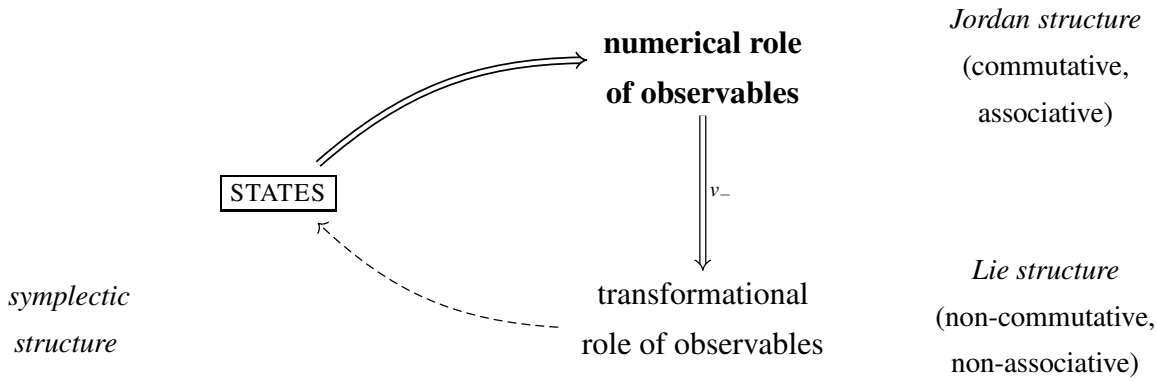 numerical role
of observables
Jordan structure
(commutative,
associative)
STATES
v₋
symplectic
structure
transformational
role of observables
Lie structure
(non-commutative,
non-associative)